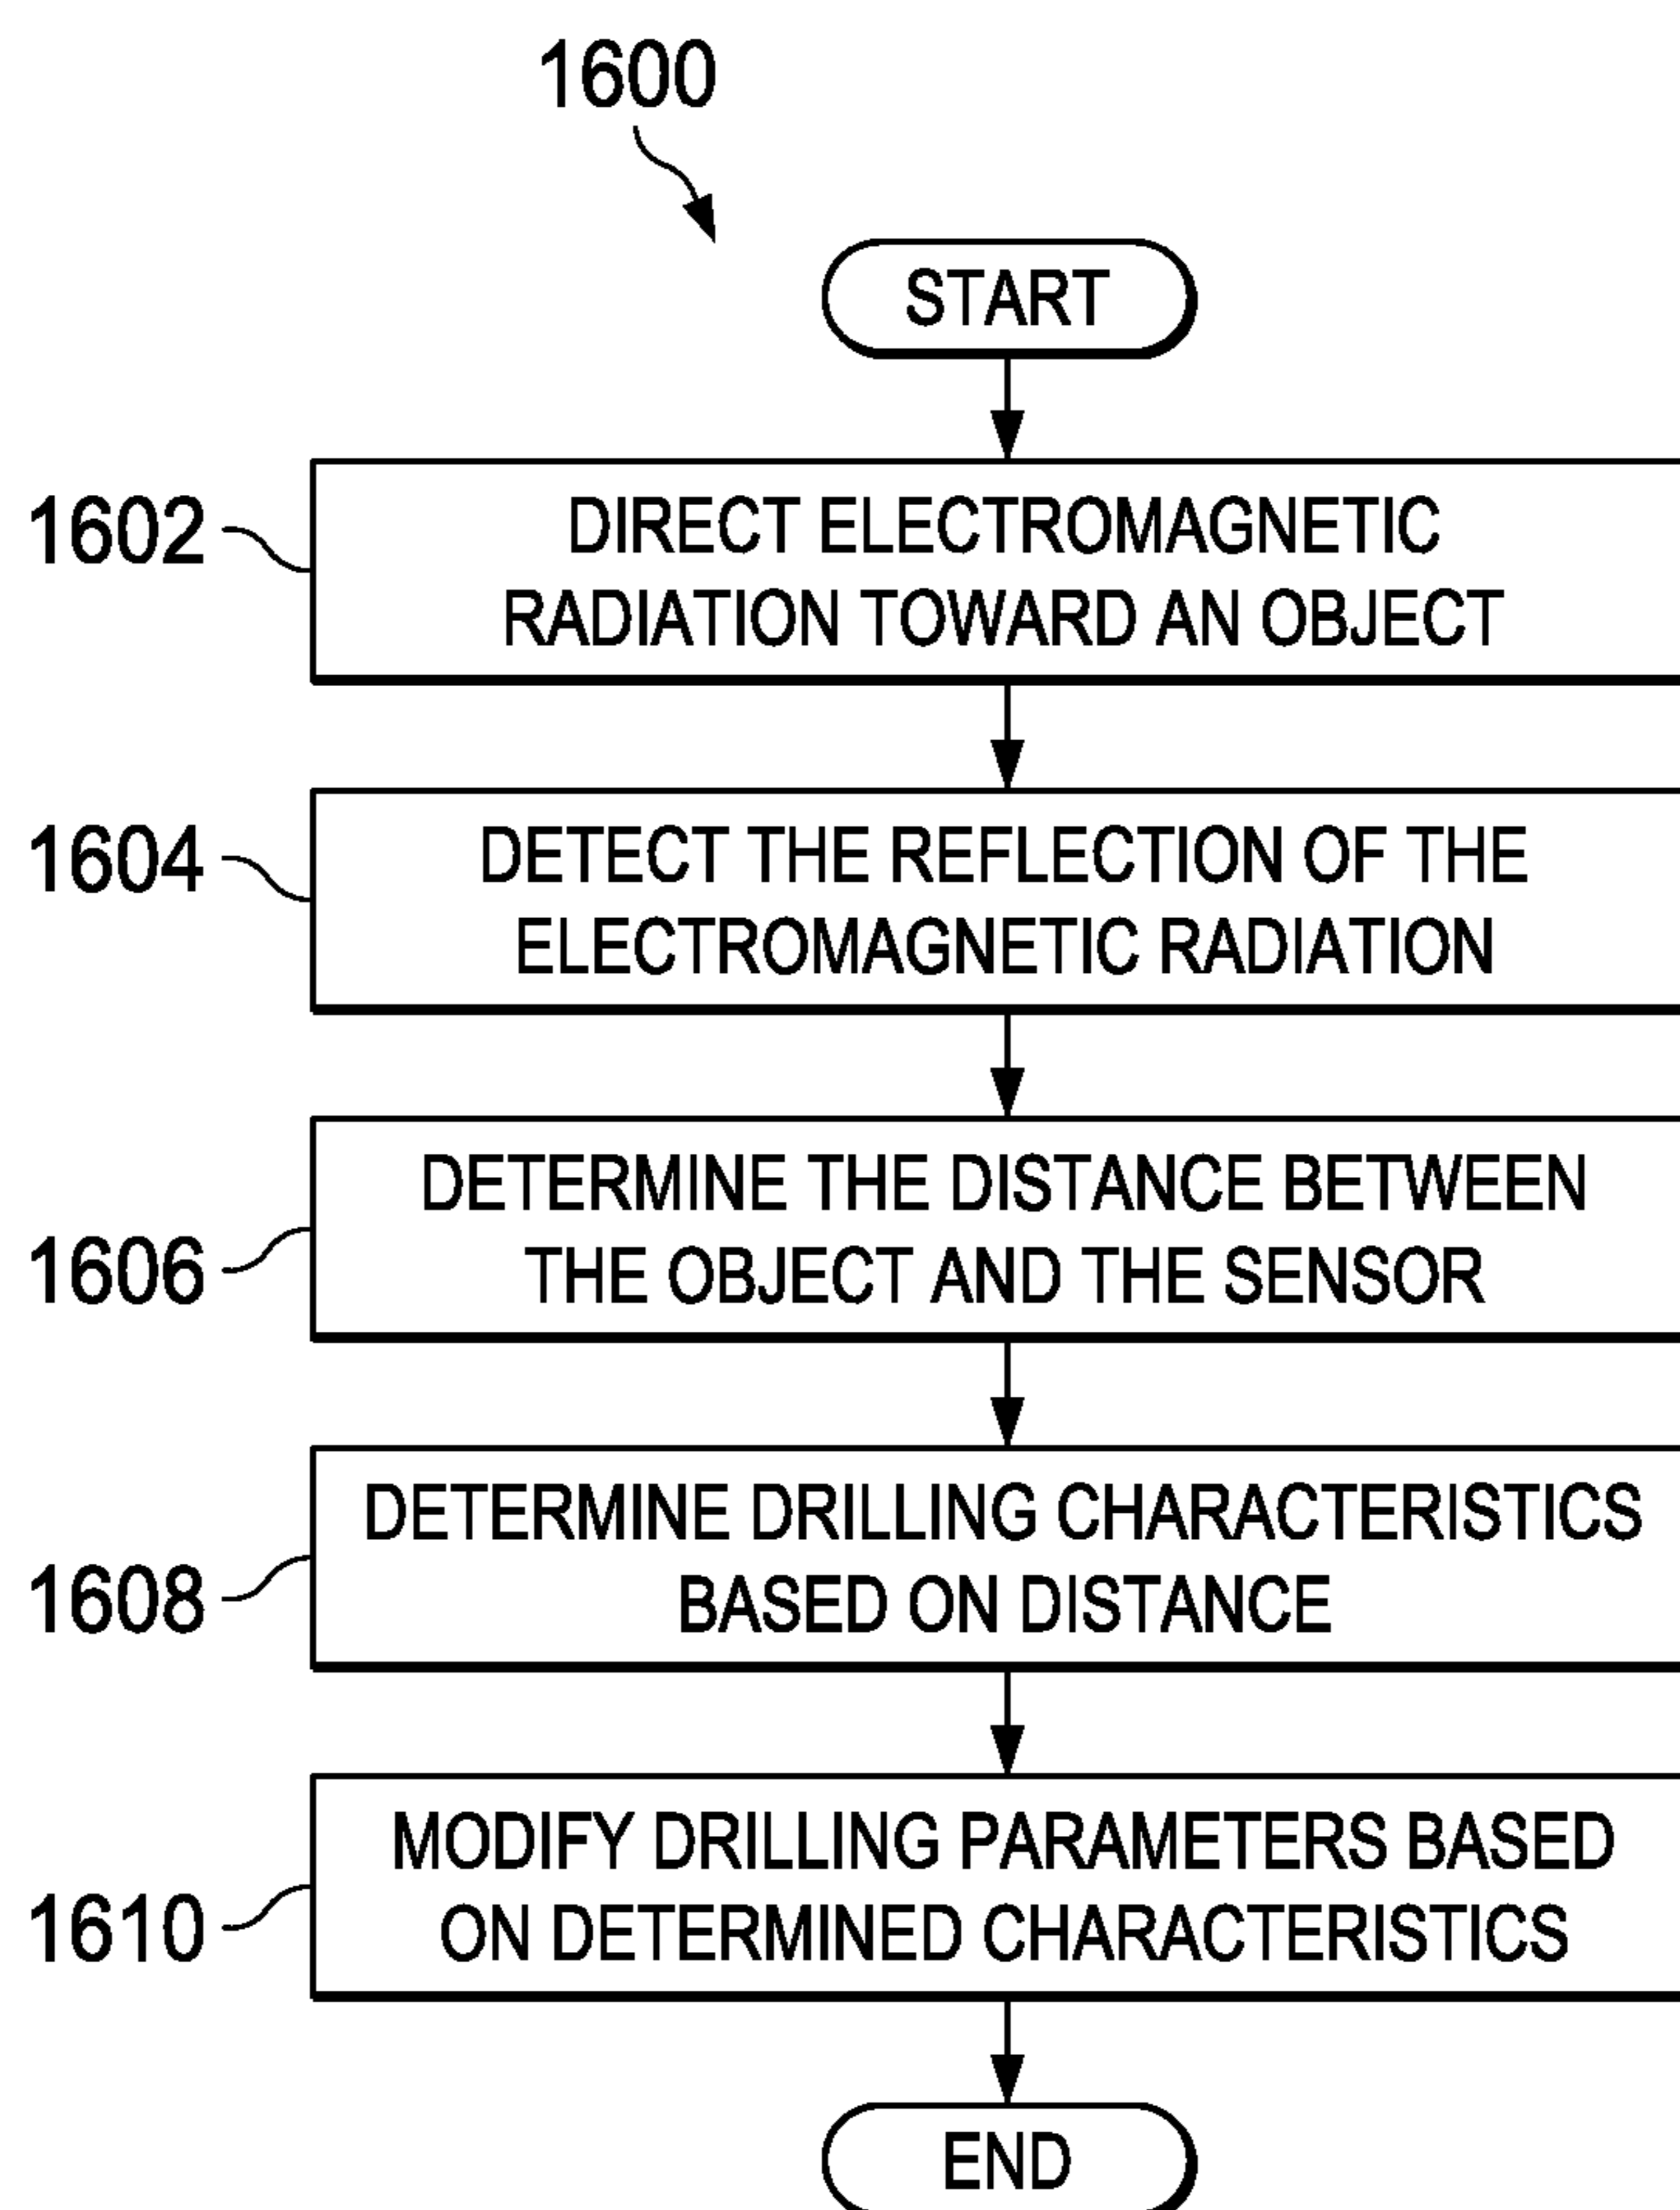 1600
START
1602
DIRECT ELECTROMAGNETIC
RADIATION TOWARD AN OBJECT
1604
DETECT THE REFLECTION OF THE
ELECTROMAGNETIC RADIATION
1606
DETERMINE THE DISTANCE BETWEEN
THE OBJECT AND THE SENSOR
1608
DETERMINE DRILLING CHARACTERISTICS
BASED ON DISTANCE
1610
MODIFY DRILLING PARAMETERS BASED
ON DETERMINED CHARACTERISTICS
END